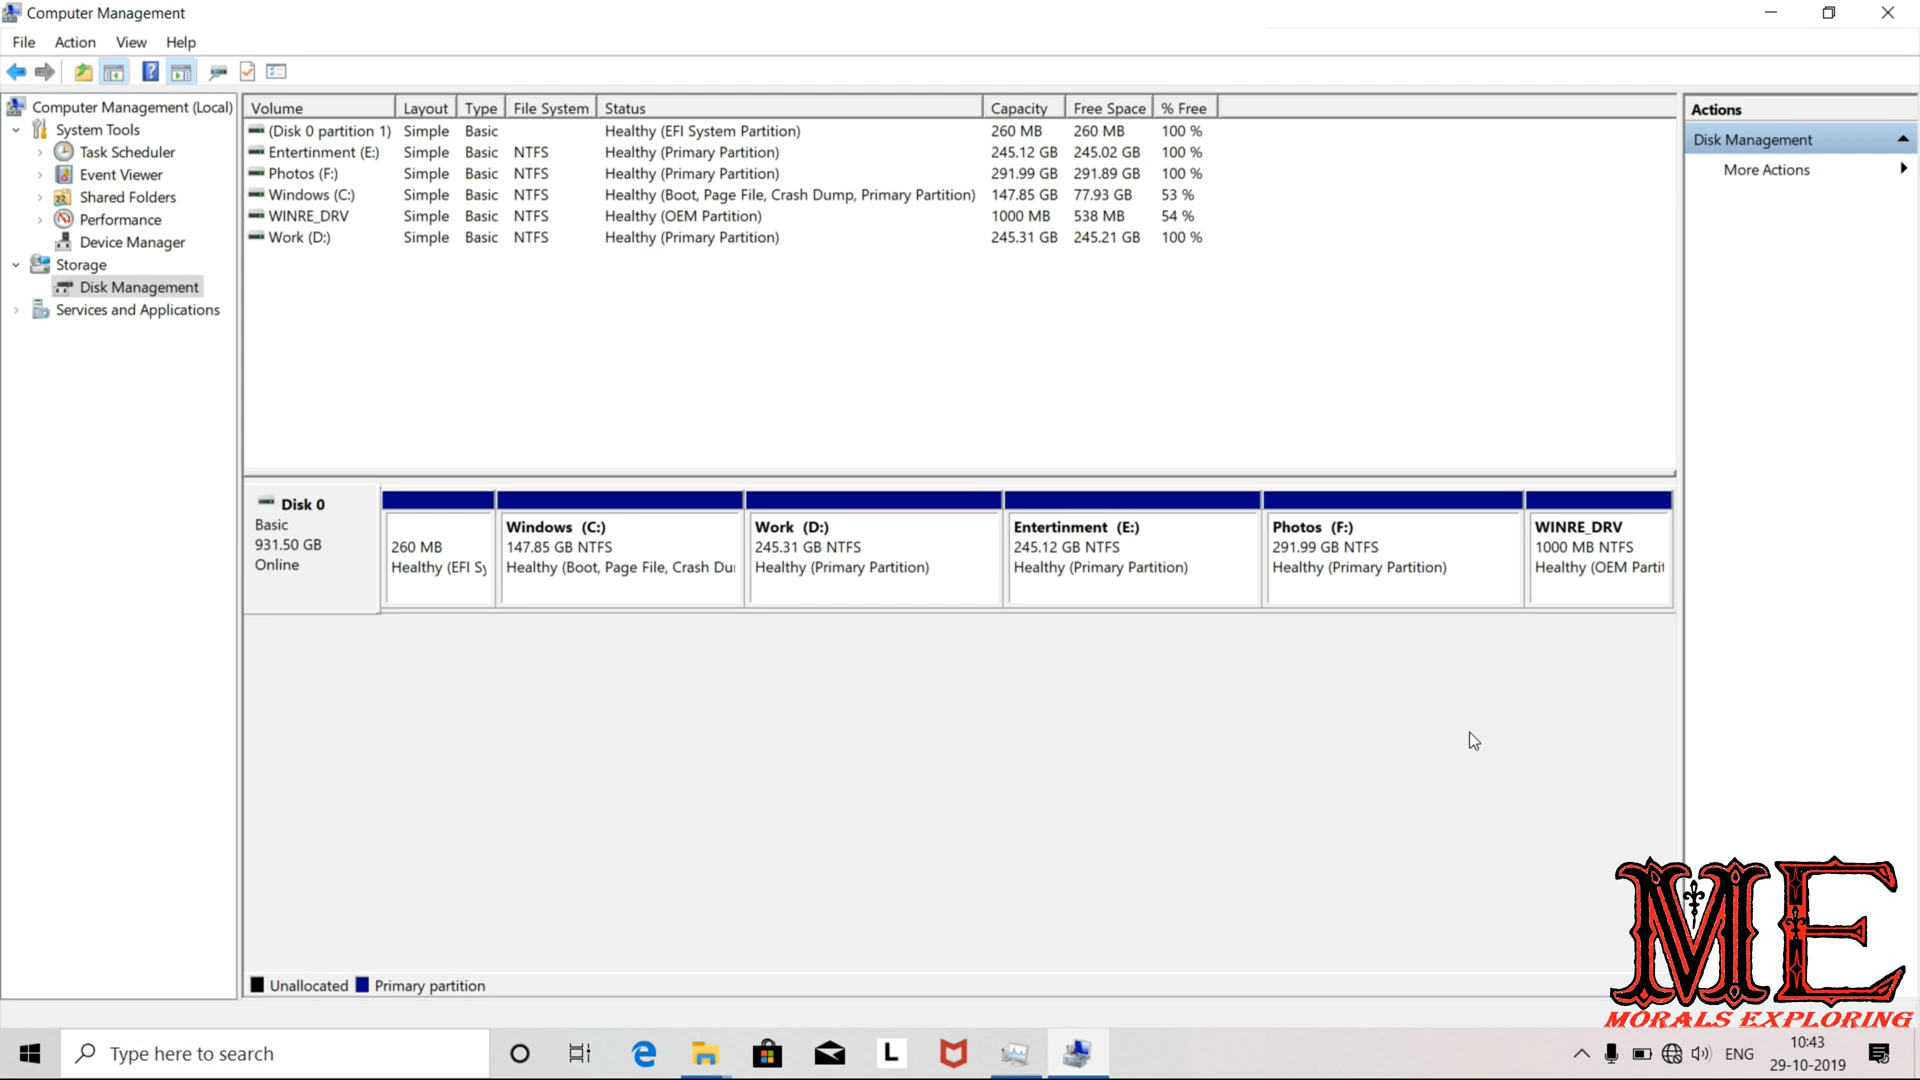 Computer Management
File Action View Help
Computer Management (Local)
System Tools
Task Scheduler
Event Viewer
Shared Folders
Performance
Device Manager
Storage
Disk Management
Services and Applications
Volume Layout Type File System Status Capacity Free Space % Free
(Disk 0 partition 1) Simple Basic Healthy (EFI System Partition) 260 MB 260 MB 100 %
Entertinment (E:) Simple Basic NTFS Healthy (Primary Partition) 245.12 GB 245.02 GB 100 %
Photos (F:) Simple Basic NTFS Healthy (Primary Partition) 291.99 GB 291.89 GB 100 %
Windows (C:) Simple Basic NTFS Healthy (Boot, Page File, Crash Dump, Primary Partition) 147.85 GB 77.93 GB 53 %
WINRE_DRV Simple Basic NTFS Healthy (OEM Partition) 1000 MB 538 MB 54 %
Work (D:) Simple Basic NTFS Healthy (Primary Partition) 245.31 GB 245.21 GB 100 %
Actions
Disk Management
More Actions
Disk 0
Basic
931.50 GB
Online
260 MB
Healthy (EFI Sy
Windows (C:)
147.85 GB NTFS
Healthy (Boot, Page File, Crash Du
Work (D:)
245.31 GB NTFS
Healthy (Primary Partition)
Entertinment (E:)
245.12 GB NTFS
Healthy (Primary Partition)
Photos (F:)
291.99 GB NTFS
Healthy (Primary Partition)
WINRE_DRV
1000 MB NTFS
Healthy (OEM Partit
Unallocated Primary partition
ME
MORALS EXPLORING
Type here to search
L
ENG
10:43
29-10-2019